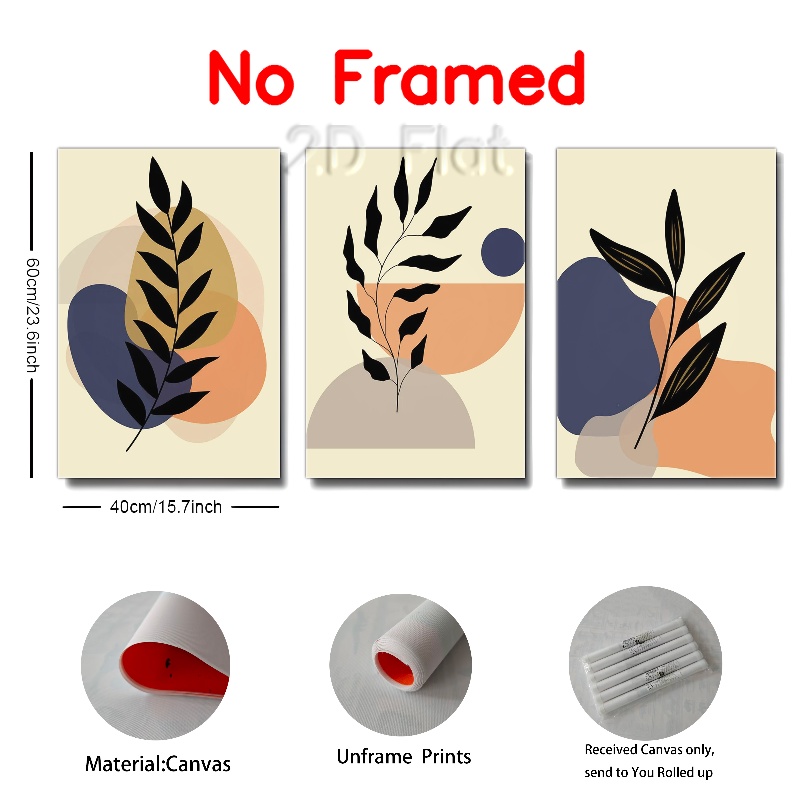 No Framed
2D Flat
60cm/23.6inch
40cm/15.7inch
Material:Canvas
Unframe Prints
Received Canvas only,
send to You Rolled up